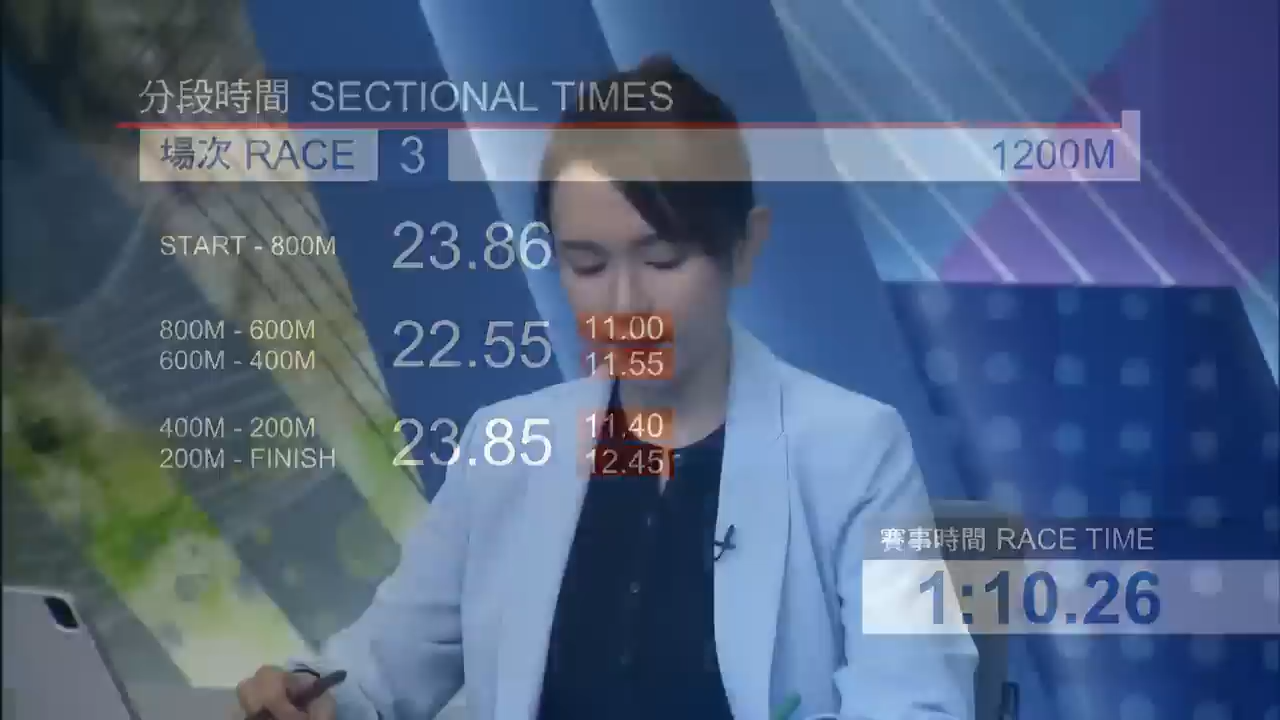 分段時間 SECTIONAL TIMES
場次 RACE 3 1200M
START - 800M 23.86
800M - 600M 22.55 11.00
600M - 400M 11.55
400M - 200M 23.85 11.40
200M - FINISH 12.45
賽事時間 RACE TIME
1:10.26